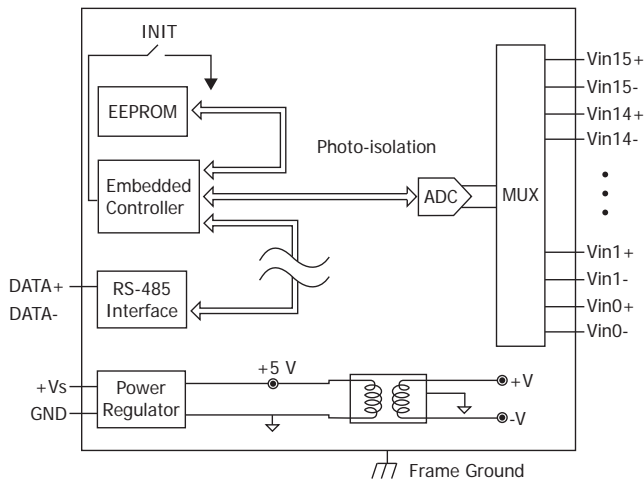 INIT
EEPROM
Embedded
Controller
Photo-isolation
ADC
MUX
Vin15+
Vin15-
Vin14+
Vin14-
Vin1+
Vin1-
Vin0+
Vin0-
DATA+
DATA-
RS-485
Interface
+Vs
GND
Power
Regulator
+5 V
+V
-V
Frame Ground